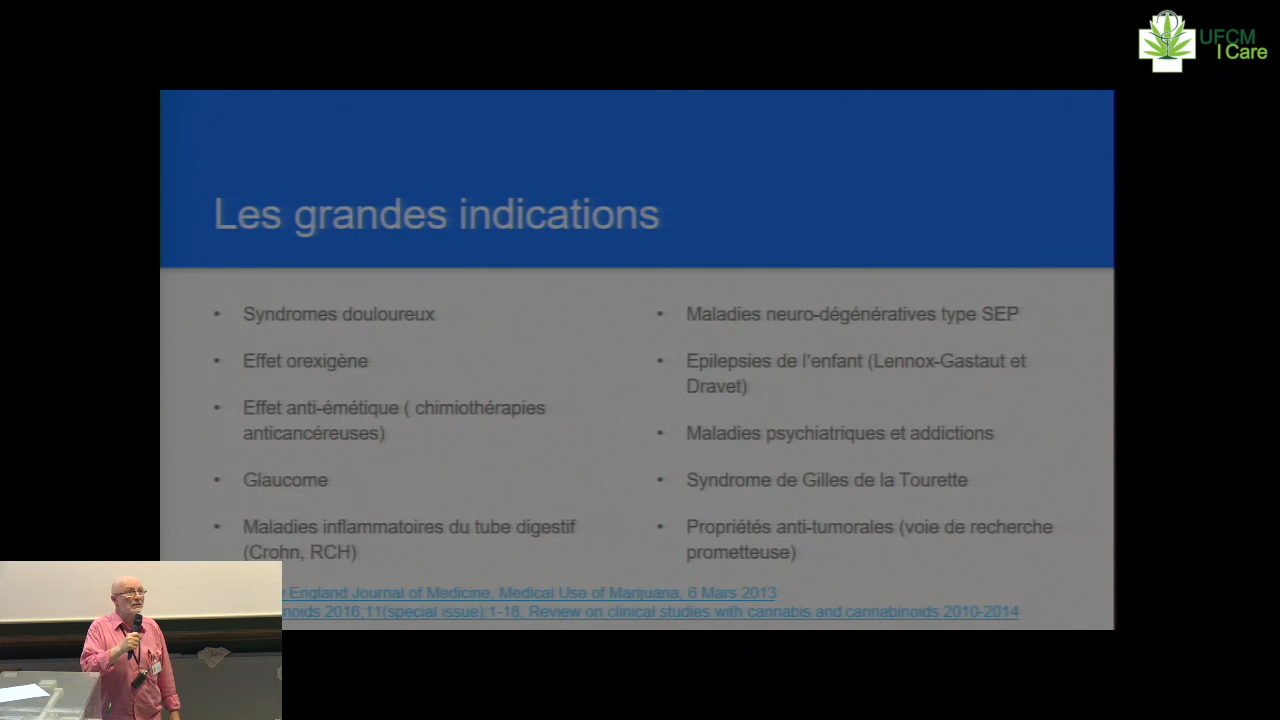 UFCM
I Care
Les grandes indications
• Syndromes douloureux
• Effet orexigène
• Effet anti-émétique ( chimiothérapies
anticancéreuses)
• Glaucome
• Maladies inflammatoires du tube digestif
(Crohn, RCH)
• Maladies neuro-dégénératives type SEP
• Epilepsies de l'enfant (Lennox-Gastaut et
Dravet)
• Maladies psychiatriques et addictions
• Syndrome de Gilles de la Tourette
• Propriétés anti-tumorales (voie de recherche
prometteuse)
England Journal of Medicine, Medical Use of Marijuana, 6 Mars 2013
2016;11(special issue):1-18, Review on clinical studies with cannabis and cannabinoids 2010-2014